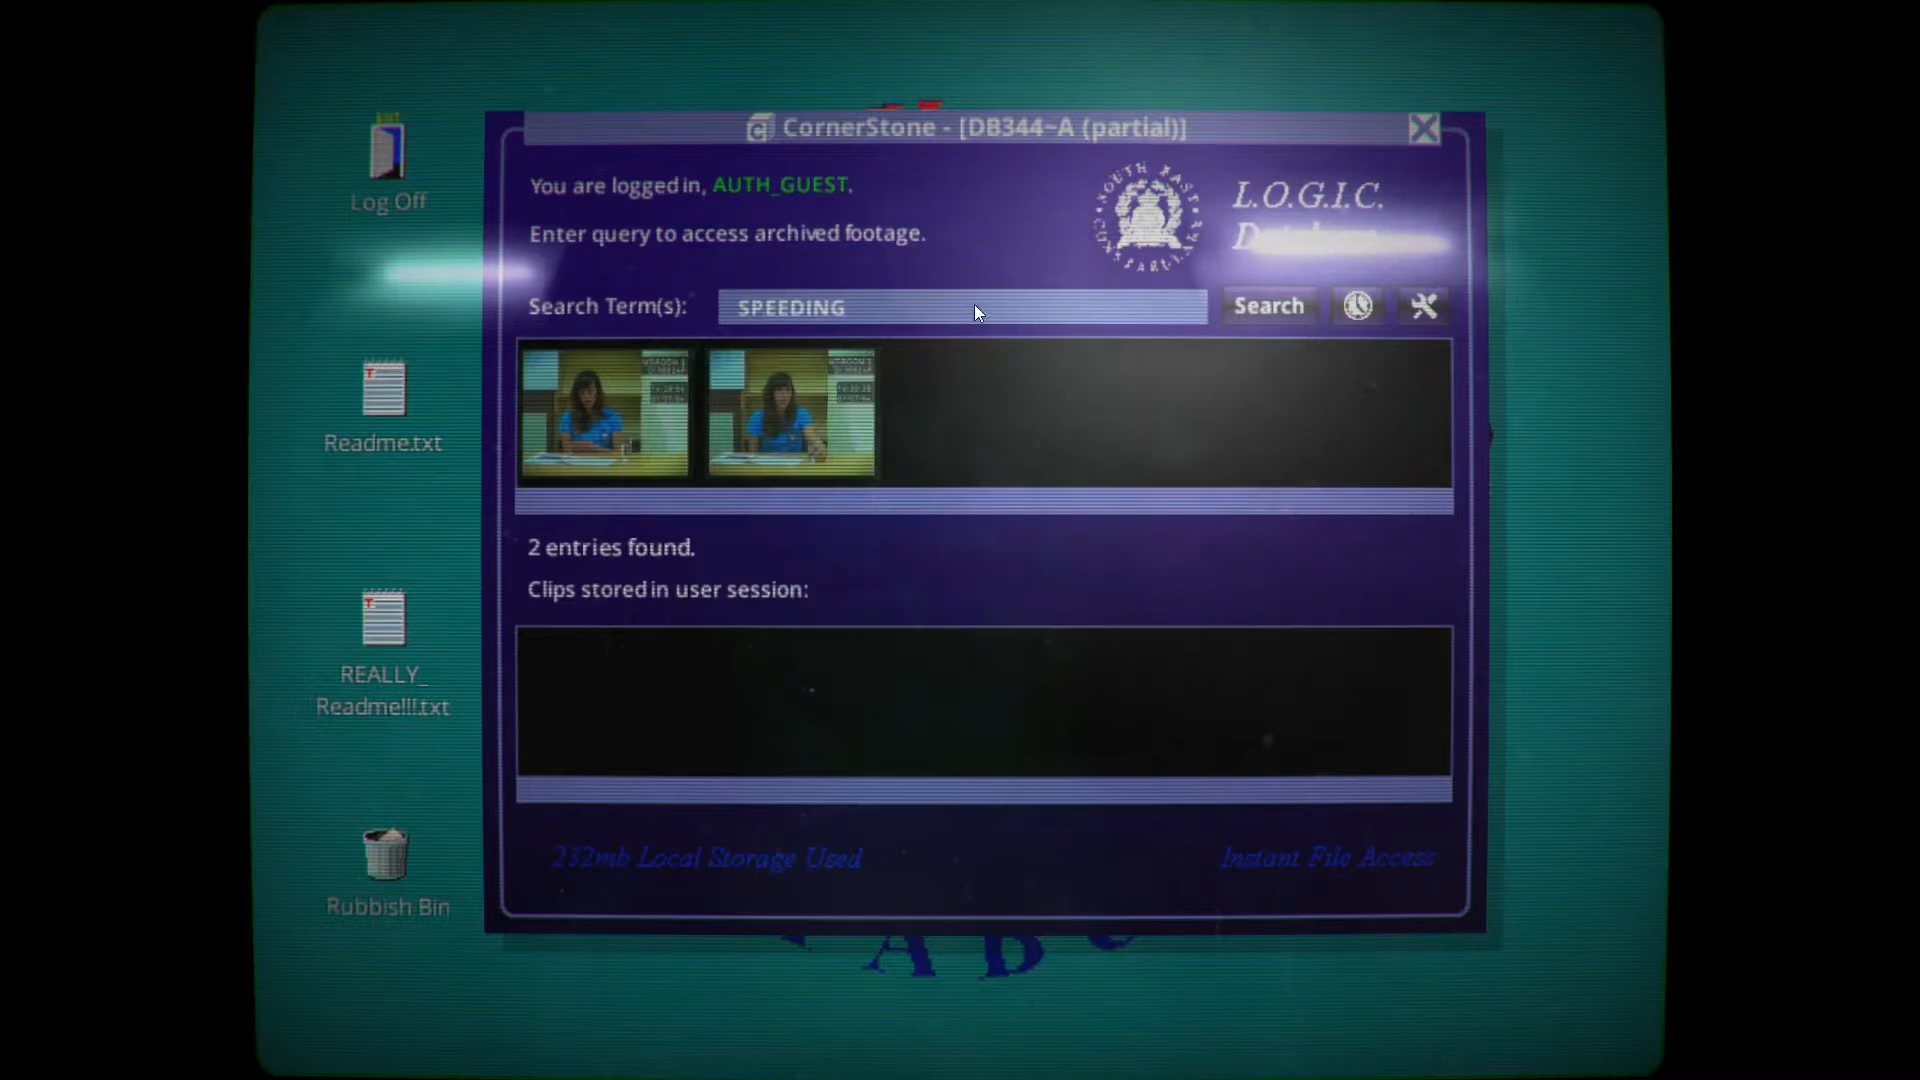 CornerStone - [DB344~A (partial)]
You are logged in, AUTH_GUEST.
SOUTH EAST
L.O.G.I.C.
Enter query to access archived footage.
Search Term(s): SPEEDING Search
2 entries found.
Clips stored in user session:
232mb Local Storage Used
Instant File Access
Log Off
Readme.txt
REALLY_
Readme!!!.txt
Rubbish Bin